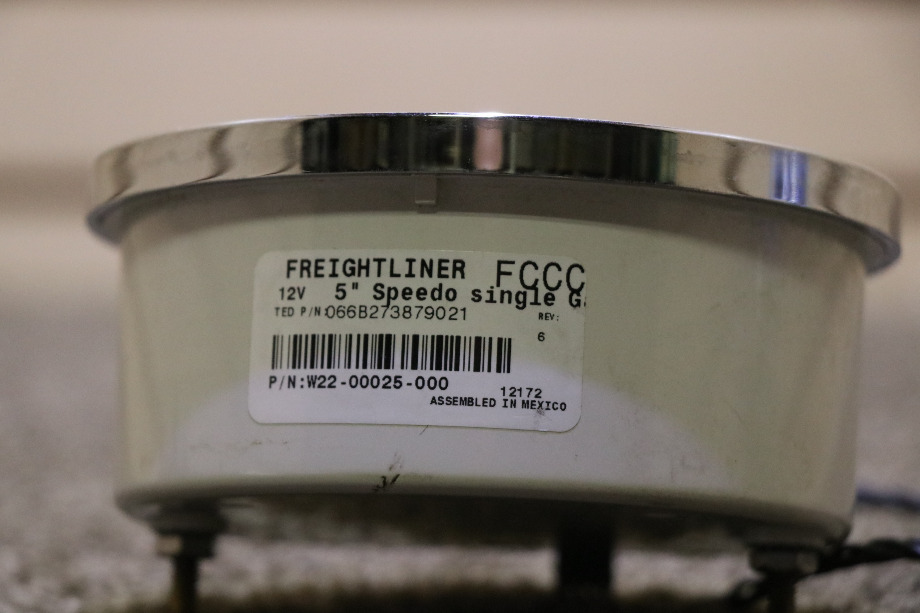 FREIGHTLINER FCCC
12V 5" Speedo single G
TED P/N:066B273879021 REV:
6
P/N:W22-00025-000
12172
ASSEMBLED IN MEXICO